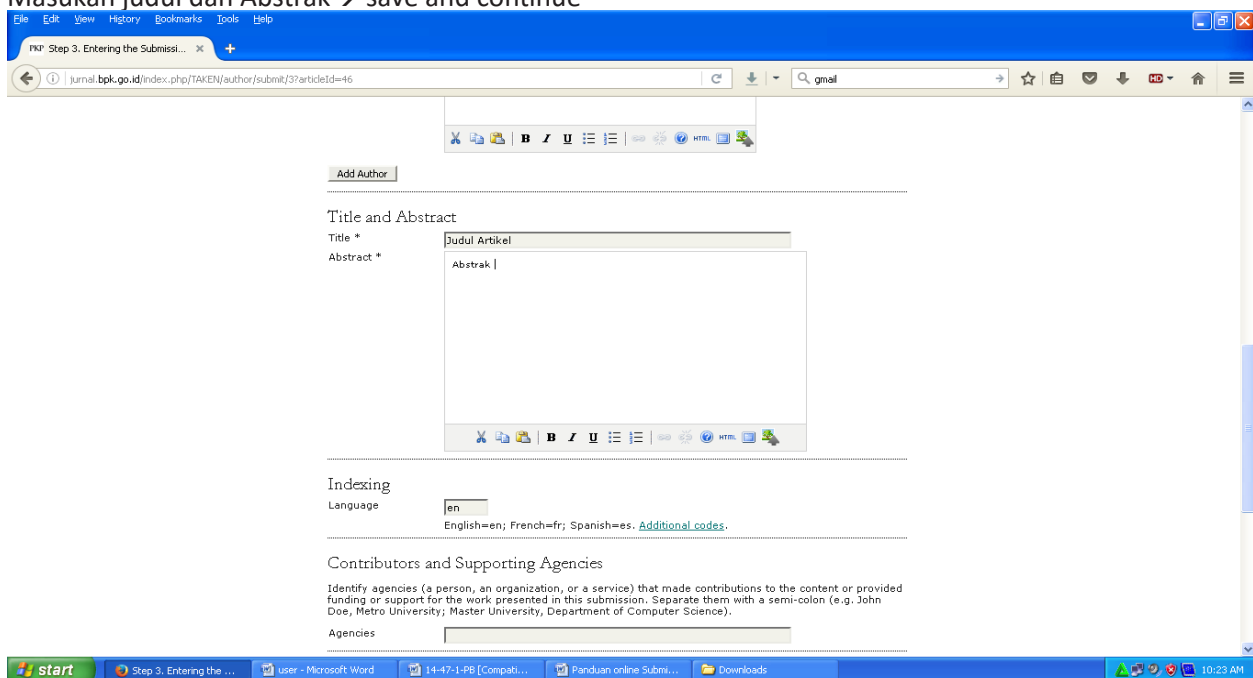 Masukan judul dan Abstrak → save and continue
File Edit View History Bookmarks Tools Help
PKP Step 3. Entering the Submissi... × +
jurnal.bpk.go.id/index.php/TAKEN/author/submit/3?articleId=46
gmail
HD
B I U HTML
Add Author
Title and Abstract
Title *
Judul Artikel
Abstract *
Abstrak
B I U HTML
Indexing
Language
en
English=en; French=fr; Spanish=es. Additional codes.
Contributors and Supporting Agencies
Identify agencies (a person, an organization, or a service) that made contributions to the content or provided
funding or support for the work presented in this submission. Separate them with a semi-colon (e.g. John
Doe, Metro University; Master University, Department of Computer Science).
Agencies
start
Step 3. Entering the ...
user - Microsoft Word
14-47-1-PB [Compati...
Panduan online Submi...
Downloads
10:23 AM